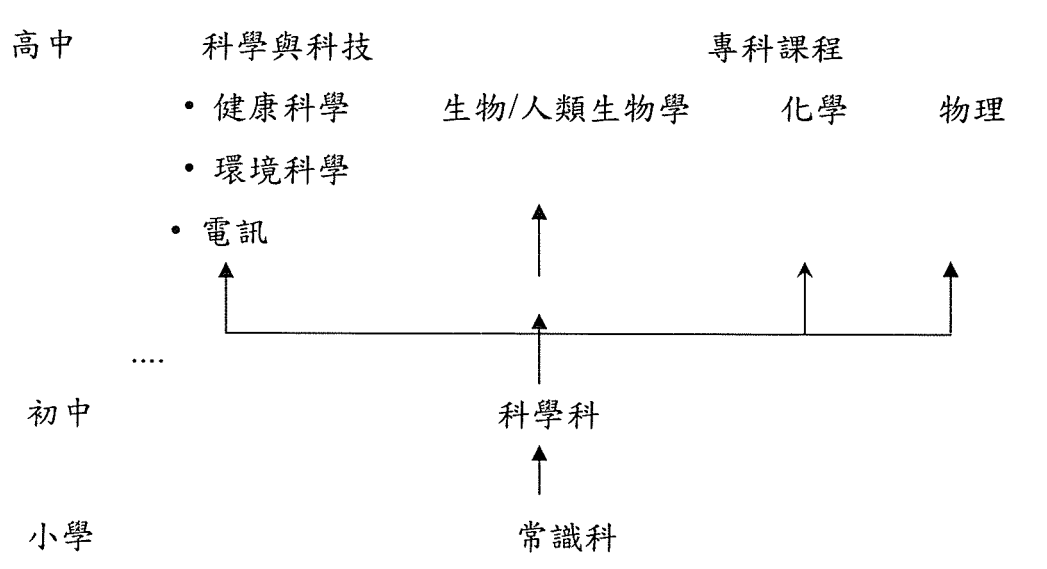 高中 科學與科技 專科課程
• 健康科學 生物/人類生物學 化學 物理
• 環境科學
• 電訊
....
初中 科學科
小學 常識科